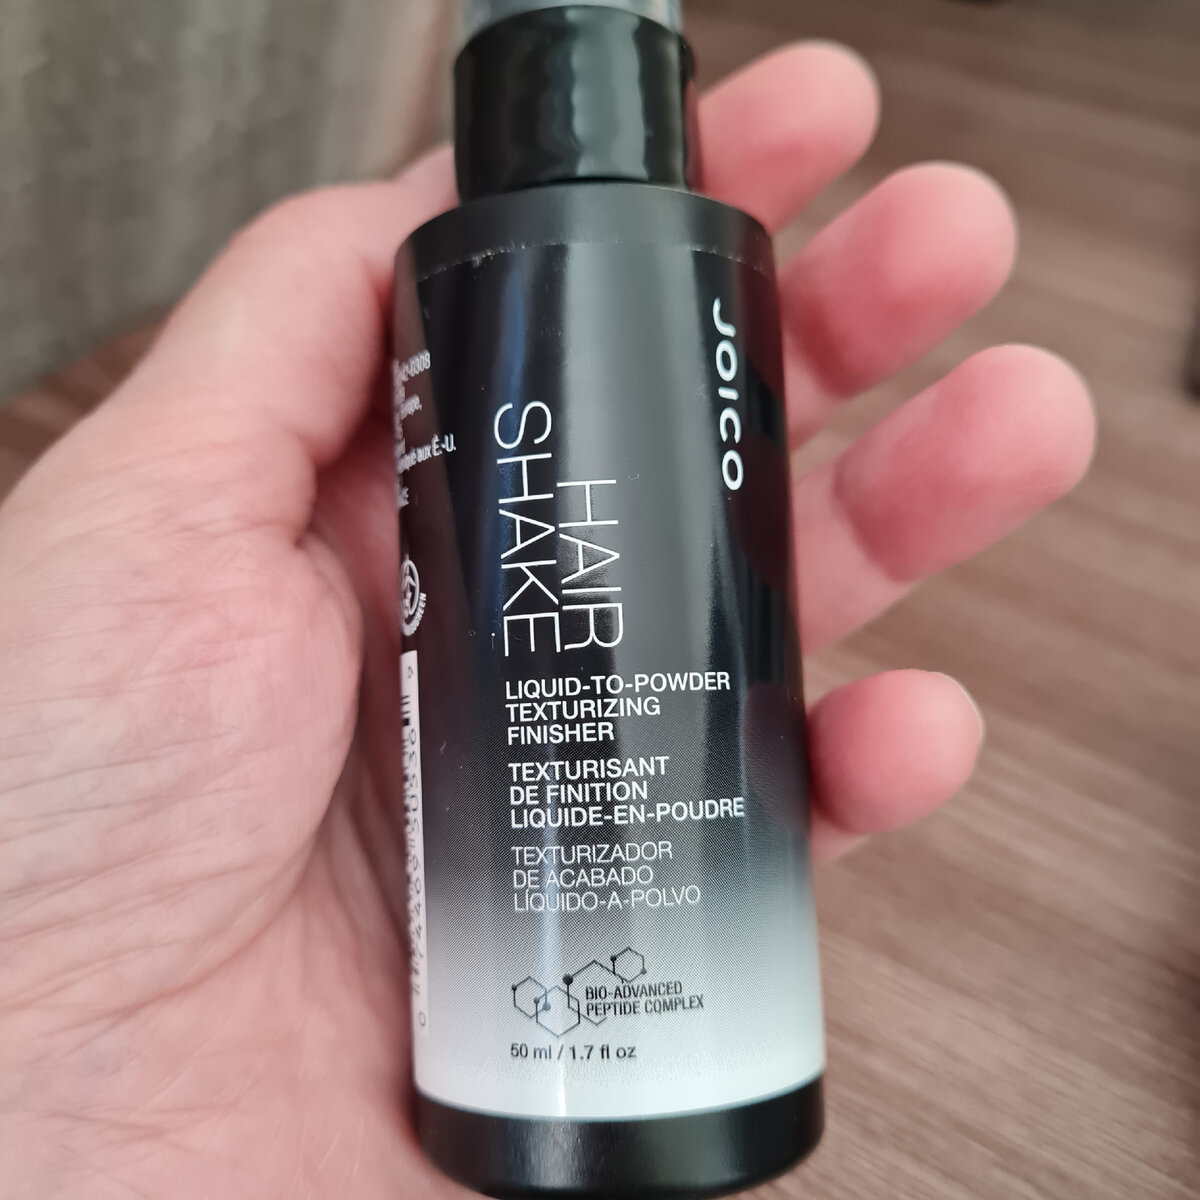 JOICO
HAIR
SHAKE
LIQUID-TO-POWDER
TEXTURIZING
FINISHER
TEXTURISANT
DE FINITION
LIQUIDE-EN-POUDRE
TEXTURIZADOR
DE ACABADO
LÍQUIDO-A-POLVO
BIO-ADVANCED
PEPTIDE COMPLEX
50 ml / 1.7 fl oz
aux É.-U.